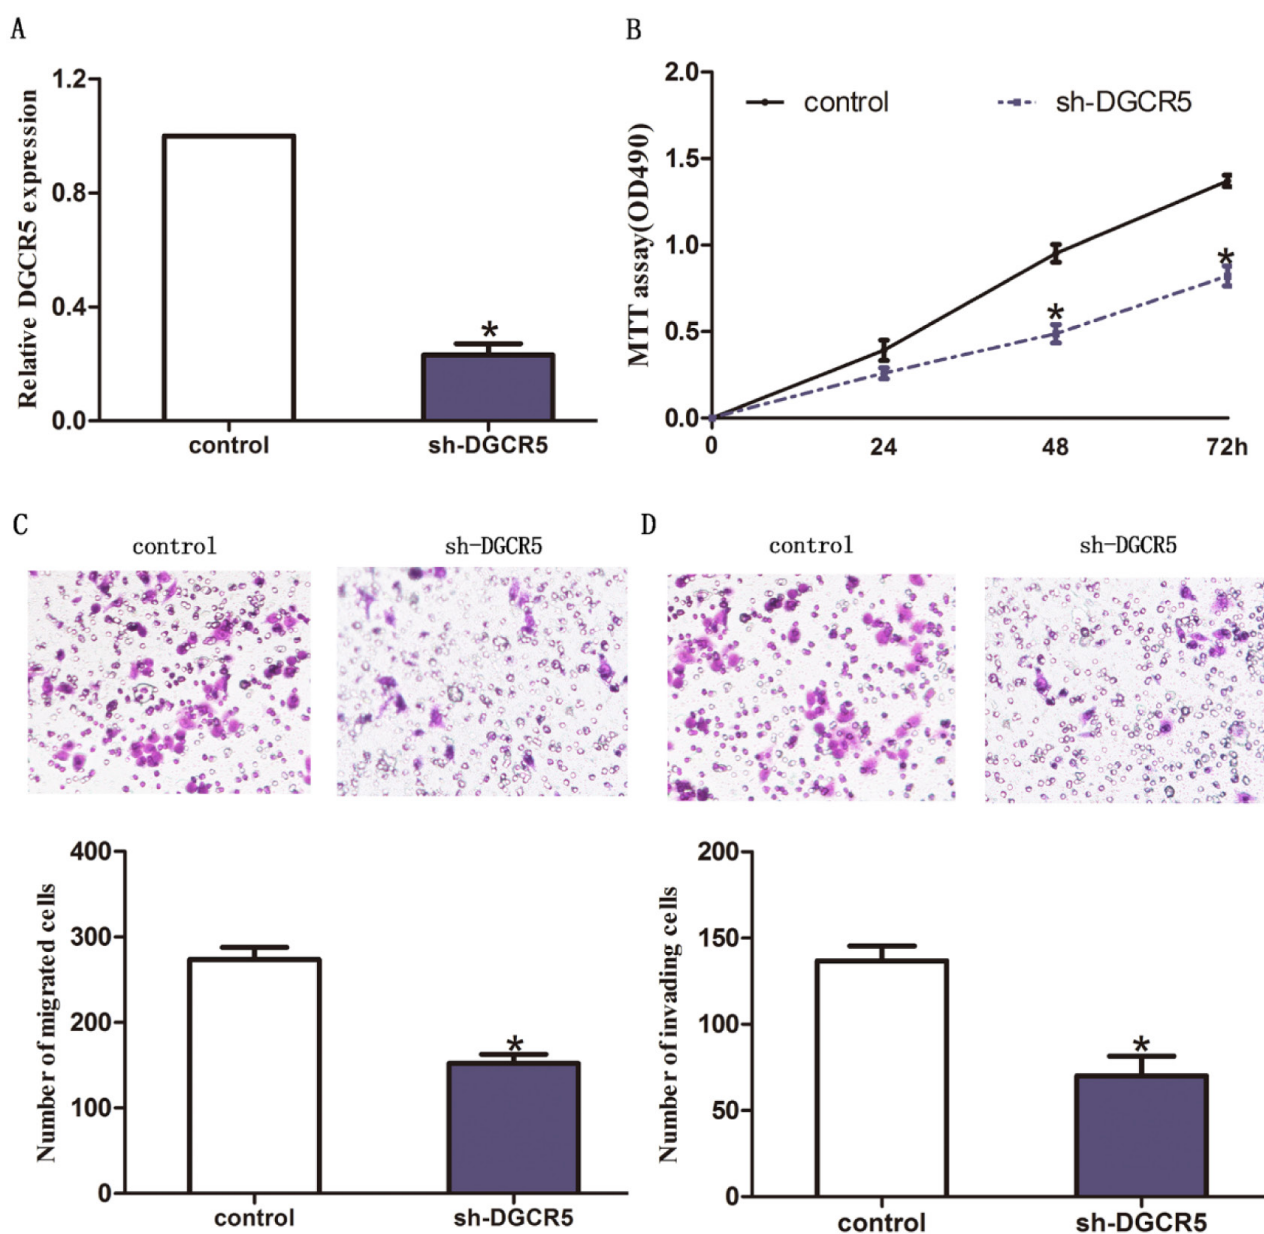 A
Relative DGCR5 expression
1.2
0.8
0.4
0.0
*
control
sh-DGCR5
B
MTT assay(OD490)
2.0
1.5
1.0
0.5
0.0
control
sh-DGCR5
*
*
0
24
48
72h
C
control
sh-DGCR5
Number of migrated cells
400
300
200
100
0
*
control
sh-DGCR5
D
control
sh-DGCR5
Number of invading cells
200
150
100
50
0
*
control
sh-DGCR5